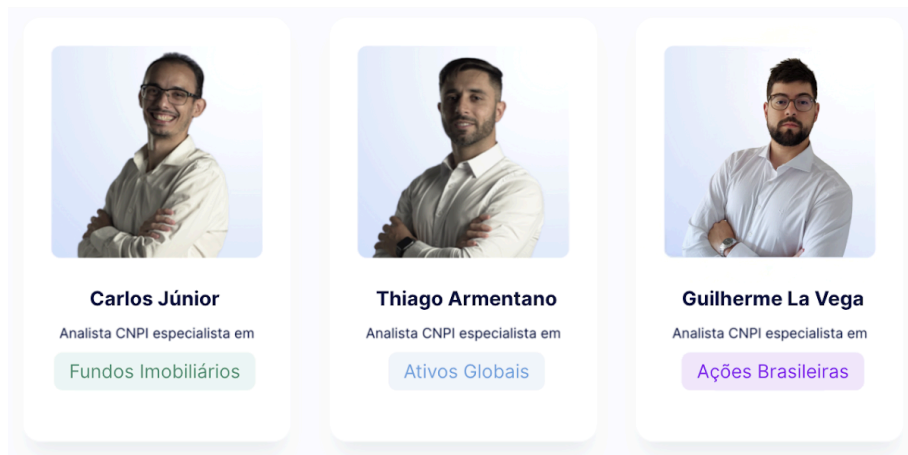 Carlos Júnior
Analista CNPI especialista em
Fundos Imobiliários
Thiago Armentano
Analista CNPI especialista em
Ativos Globais
Guilherme La Vega
Analista CNPI especialista em
Ações Brasileiras